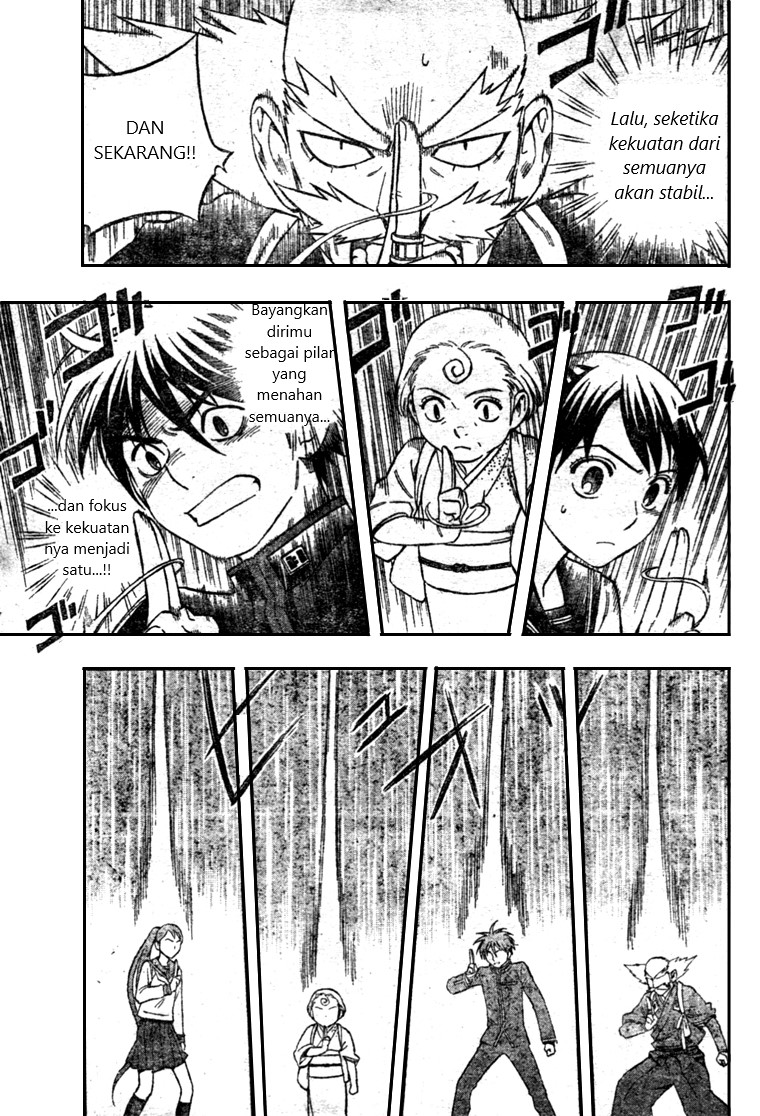 Lalu, seketika
kekuatan dari
semuanya
akan stabil...
DAN
SEKARANG!!
Bayangkan
dirimu
sebagai pilar
yang
menahan
semuanya...
...dan fokus
ke kekuatan
nya menjadi
satu...!!